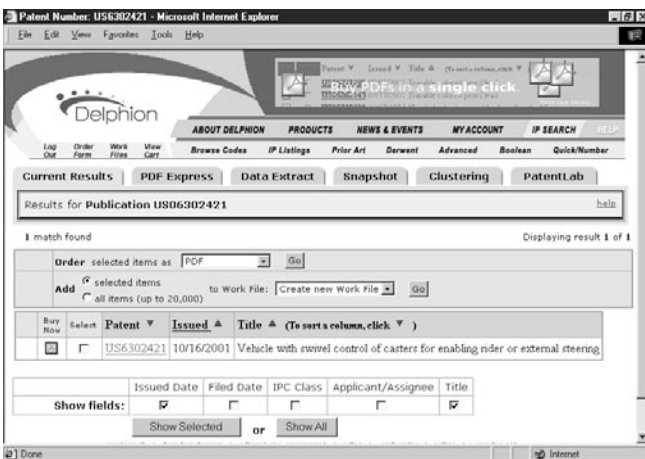 Patent Number: US6302421 - Microsoft Internet Explorer
File Edit View Favorites Tools Help
Patent Issued Title (To sort a column, click )
Buy PDFs in a single click.
Delphion
ABOUT DELPHION PRODUCTS NEWS & EVENTS MY ACCOUNT IP SEARCH HELP
Log Out Order Form Work Files View Cart Browse Codes IP Listings Prior Art Derwent Advanced Boolean Quick/Number
Current Results PDF Express Data Extract Snapshot Clustering PatentLab
Results for Publication US06302421 help
1 match found Displaying result 1 of 1
Order selected items as PDF Go
Add selected items
all items (up to 20,000)
to Work File: Create new Work File Go
Buy Now Select Patent Issued Title (To sort a column, click )
US6302421 10/16/2001 Vehicle with swivel control of casters for enabling rider or external steering
Issued Date Filed Date IPC Class Applicant/Assignee Title
Show fields:
Show Selected or Show All
Done Internet